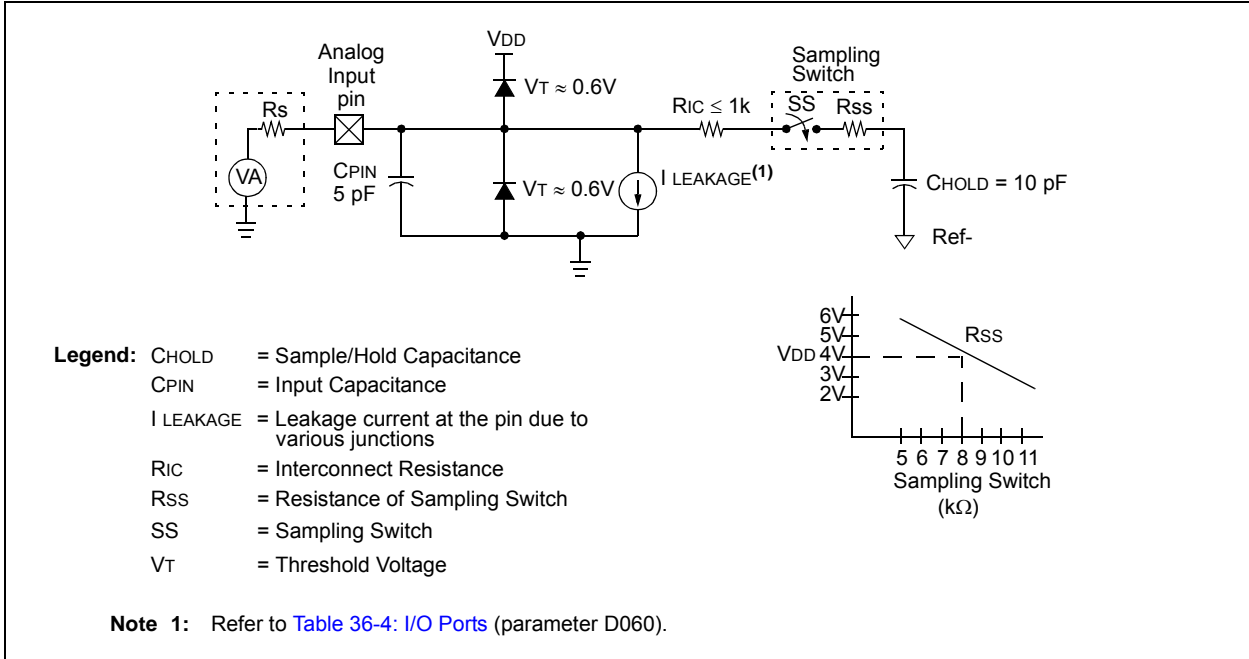 VDD
Analog
Input
pin
Sampling
Switch
VT ≈ 0.6V
Rs
RIC ≤ 1k
SS
Rss
VA
CPIN
5 pF
VT ≈ 0.6V
I LEAKAGE(1)
CHOLD = 10 pF
Ref-
6V
5V
VDD 4V
3V
2V
RSS
5 6 7 8 9 10 11
Sampling Switch
(kΩ)
Legend: CHOLD = Sample/Hold Capacitance
CPIN = Input Capacitance
I LEAKAGE = Leakage current at the pin due to
various junctions
RIC = Interconnect Resistance
RSS = Resistance of Sampling Switch
SS = Sampling Switch
VT = Threshold Voltage
Note 1: Refer to Table 36-4: I/O Ports (parameter D060).